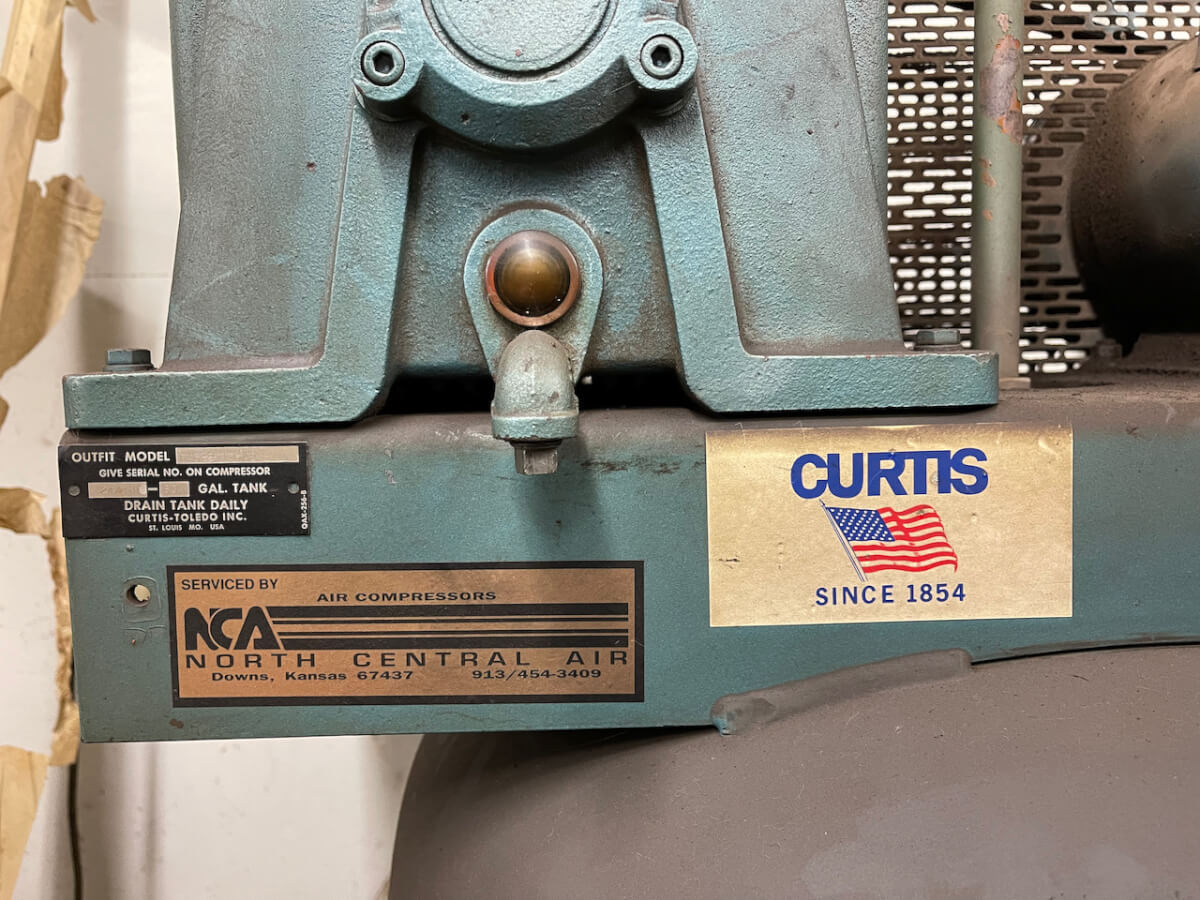 OUTFIT MODEL
GIVE SERIAL NO. ON COMPRESSOR
GAL. TANK
DRAIN TANK DAILY
CURTIS-TOLEDO INC.
ST. LOUIS MO. USA
QAX-256-B
SERVICED BY
AIR COMPRESSORS
NCA
NORTH CENTRAL AIR
Downs, Kansas 67437 913/454-3409
CURTIS
SINCE 1854